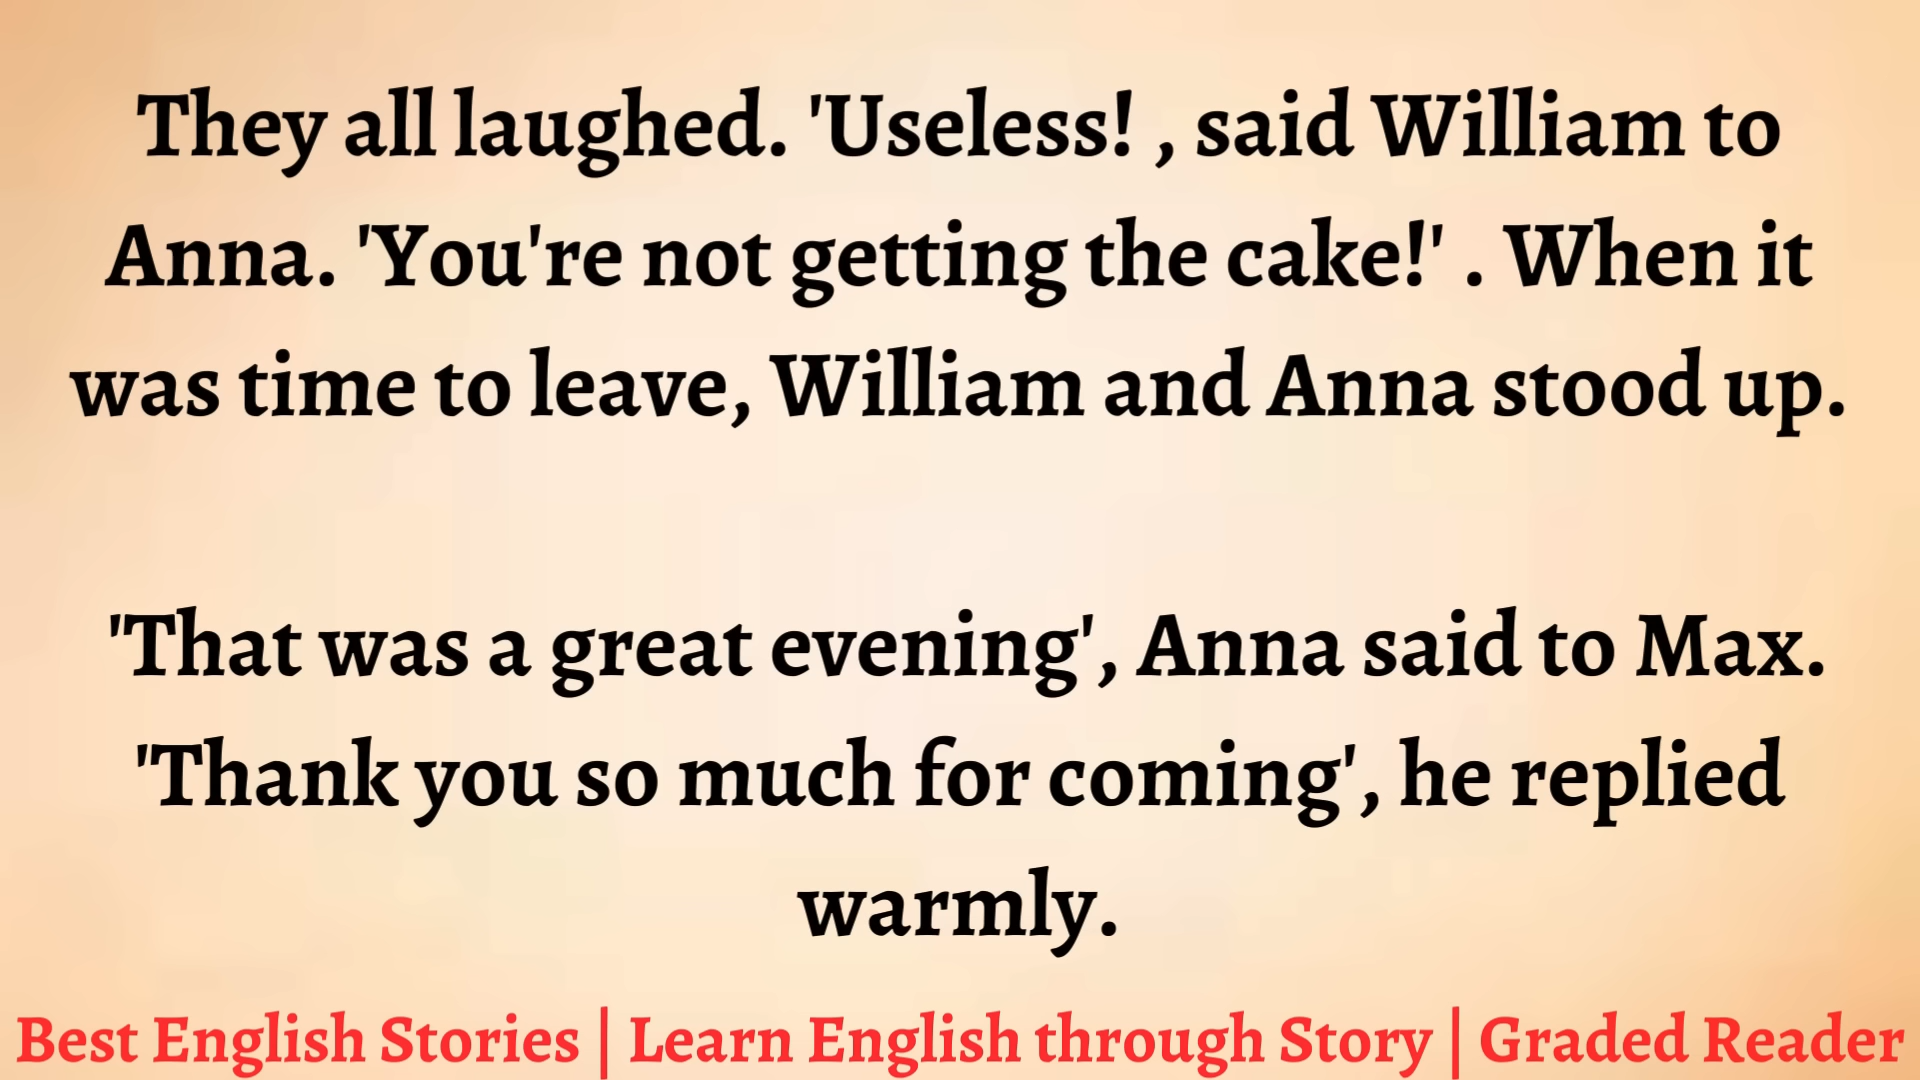 They all laughed. 'Useless! , said William to
Anna. 'You're not getting the cake!' . When it
was time to leave, William and Anna stood up.
'That was a great evening', Anna said to Max.
'Thank you so much for coming', he replied
warmly.
Best English Stories | Learn English through Story | Graded Reader